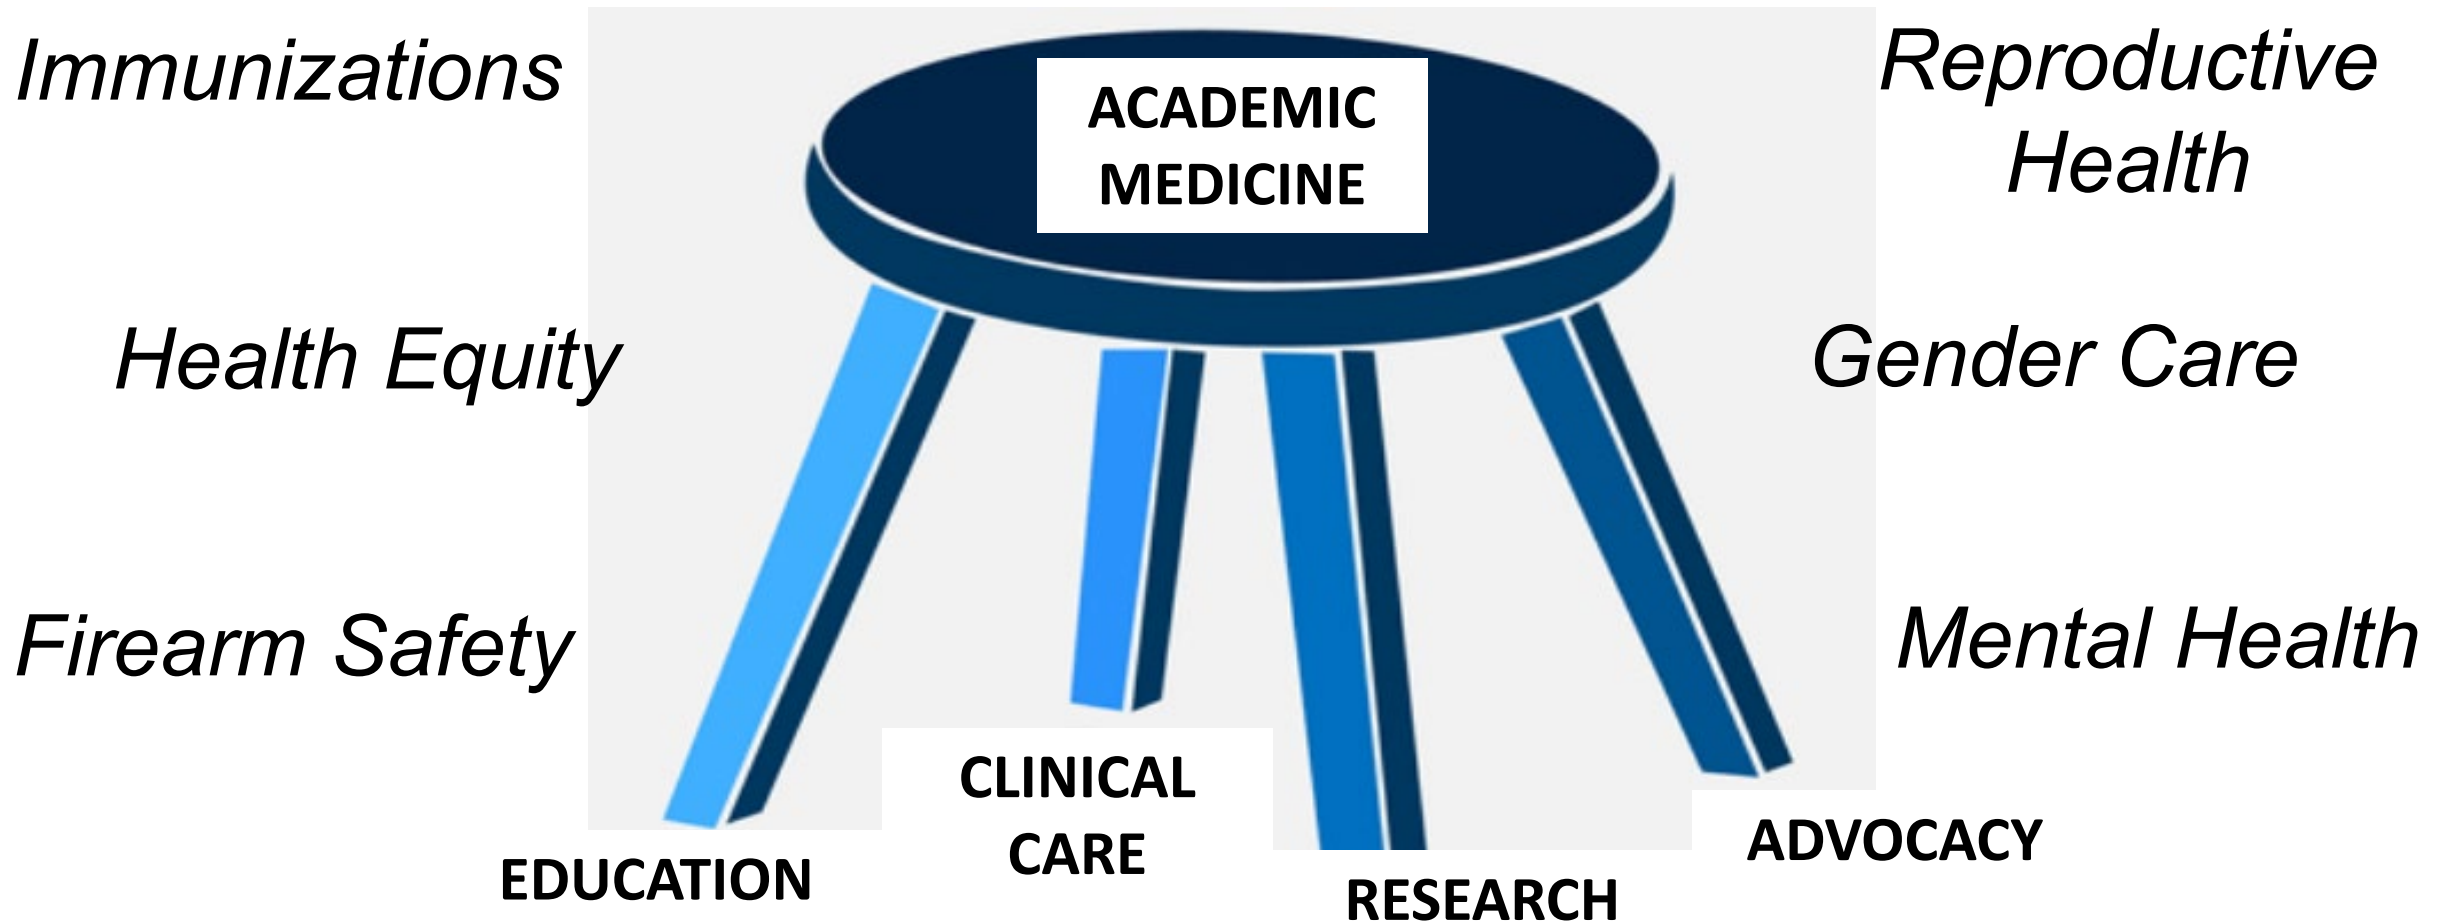 Immunizations
Reproductive
Health
ACADEMIC
MEDICINE
Health Equity
Gender Care
Firearm Safety
Mental Health
CLINICAL
CARE
ADVOCACY
EDUCATION
RESEARCH